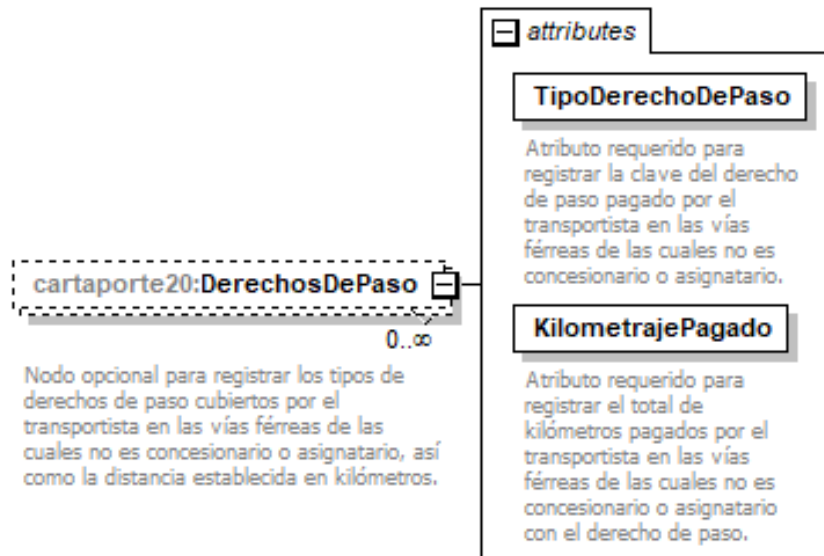 attributes
TipoDerechoDePaso
Atributo requerido para
registrar la clave del derecho
de paso pagado por el
transportista en las vías
férreas de las cuales no es
concesionario o asignatario.
cartaporte20:DerechosDePaso
0..∞
Nodo opcional para registrar los tipos de
derechos de paso cubiertos por el
transportista en las vías férreas de las
cuales no es concesionario o asignatario, así
como la distancia establecida en kilómetros.
KilometrajePagado
Atributo requerido para
registrar el total de
kilómetros pagados por el
transportista en las vías
férreas de las cuales no es
concesionario o asignatario
con el derecho de paso.